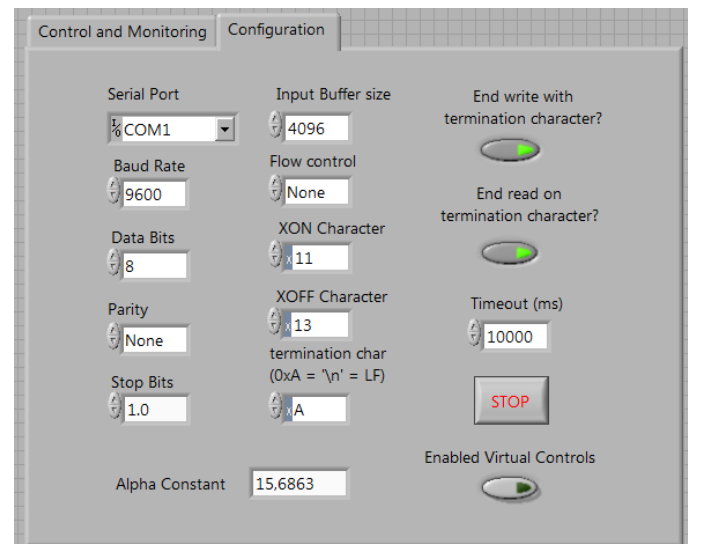 Control and Monitoring
Configuration
Serial Port
COM1
Baud Rate
9600
Data Bits
8
Parity
None
Stop Bits
1.0
Input Buffer size
4096
Flow control
None
XON Character
x 11
XOFF Character
x 13
termination char
(0xA = '\n' = LF)
x A
End write with
termination character?
End read on
termination character?
Timeout (ms)
10000
STOP
Enabled Virtual Controls
Alpha Constant
15,6863